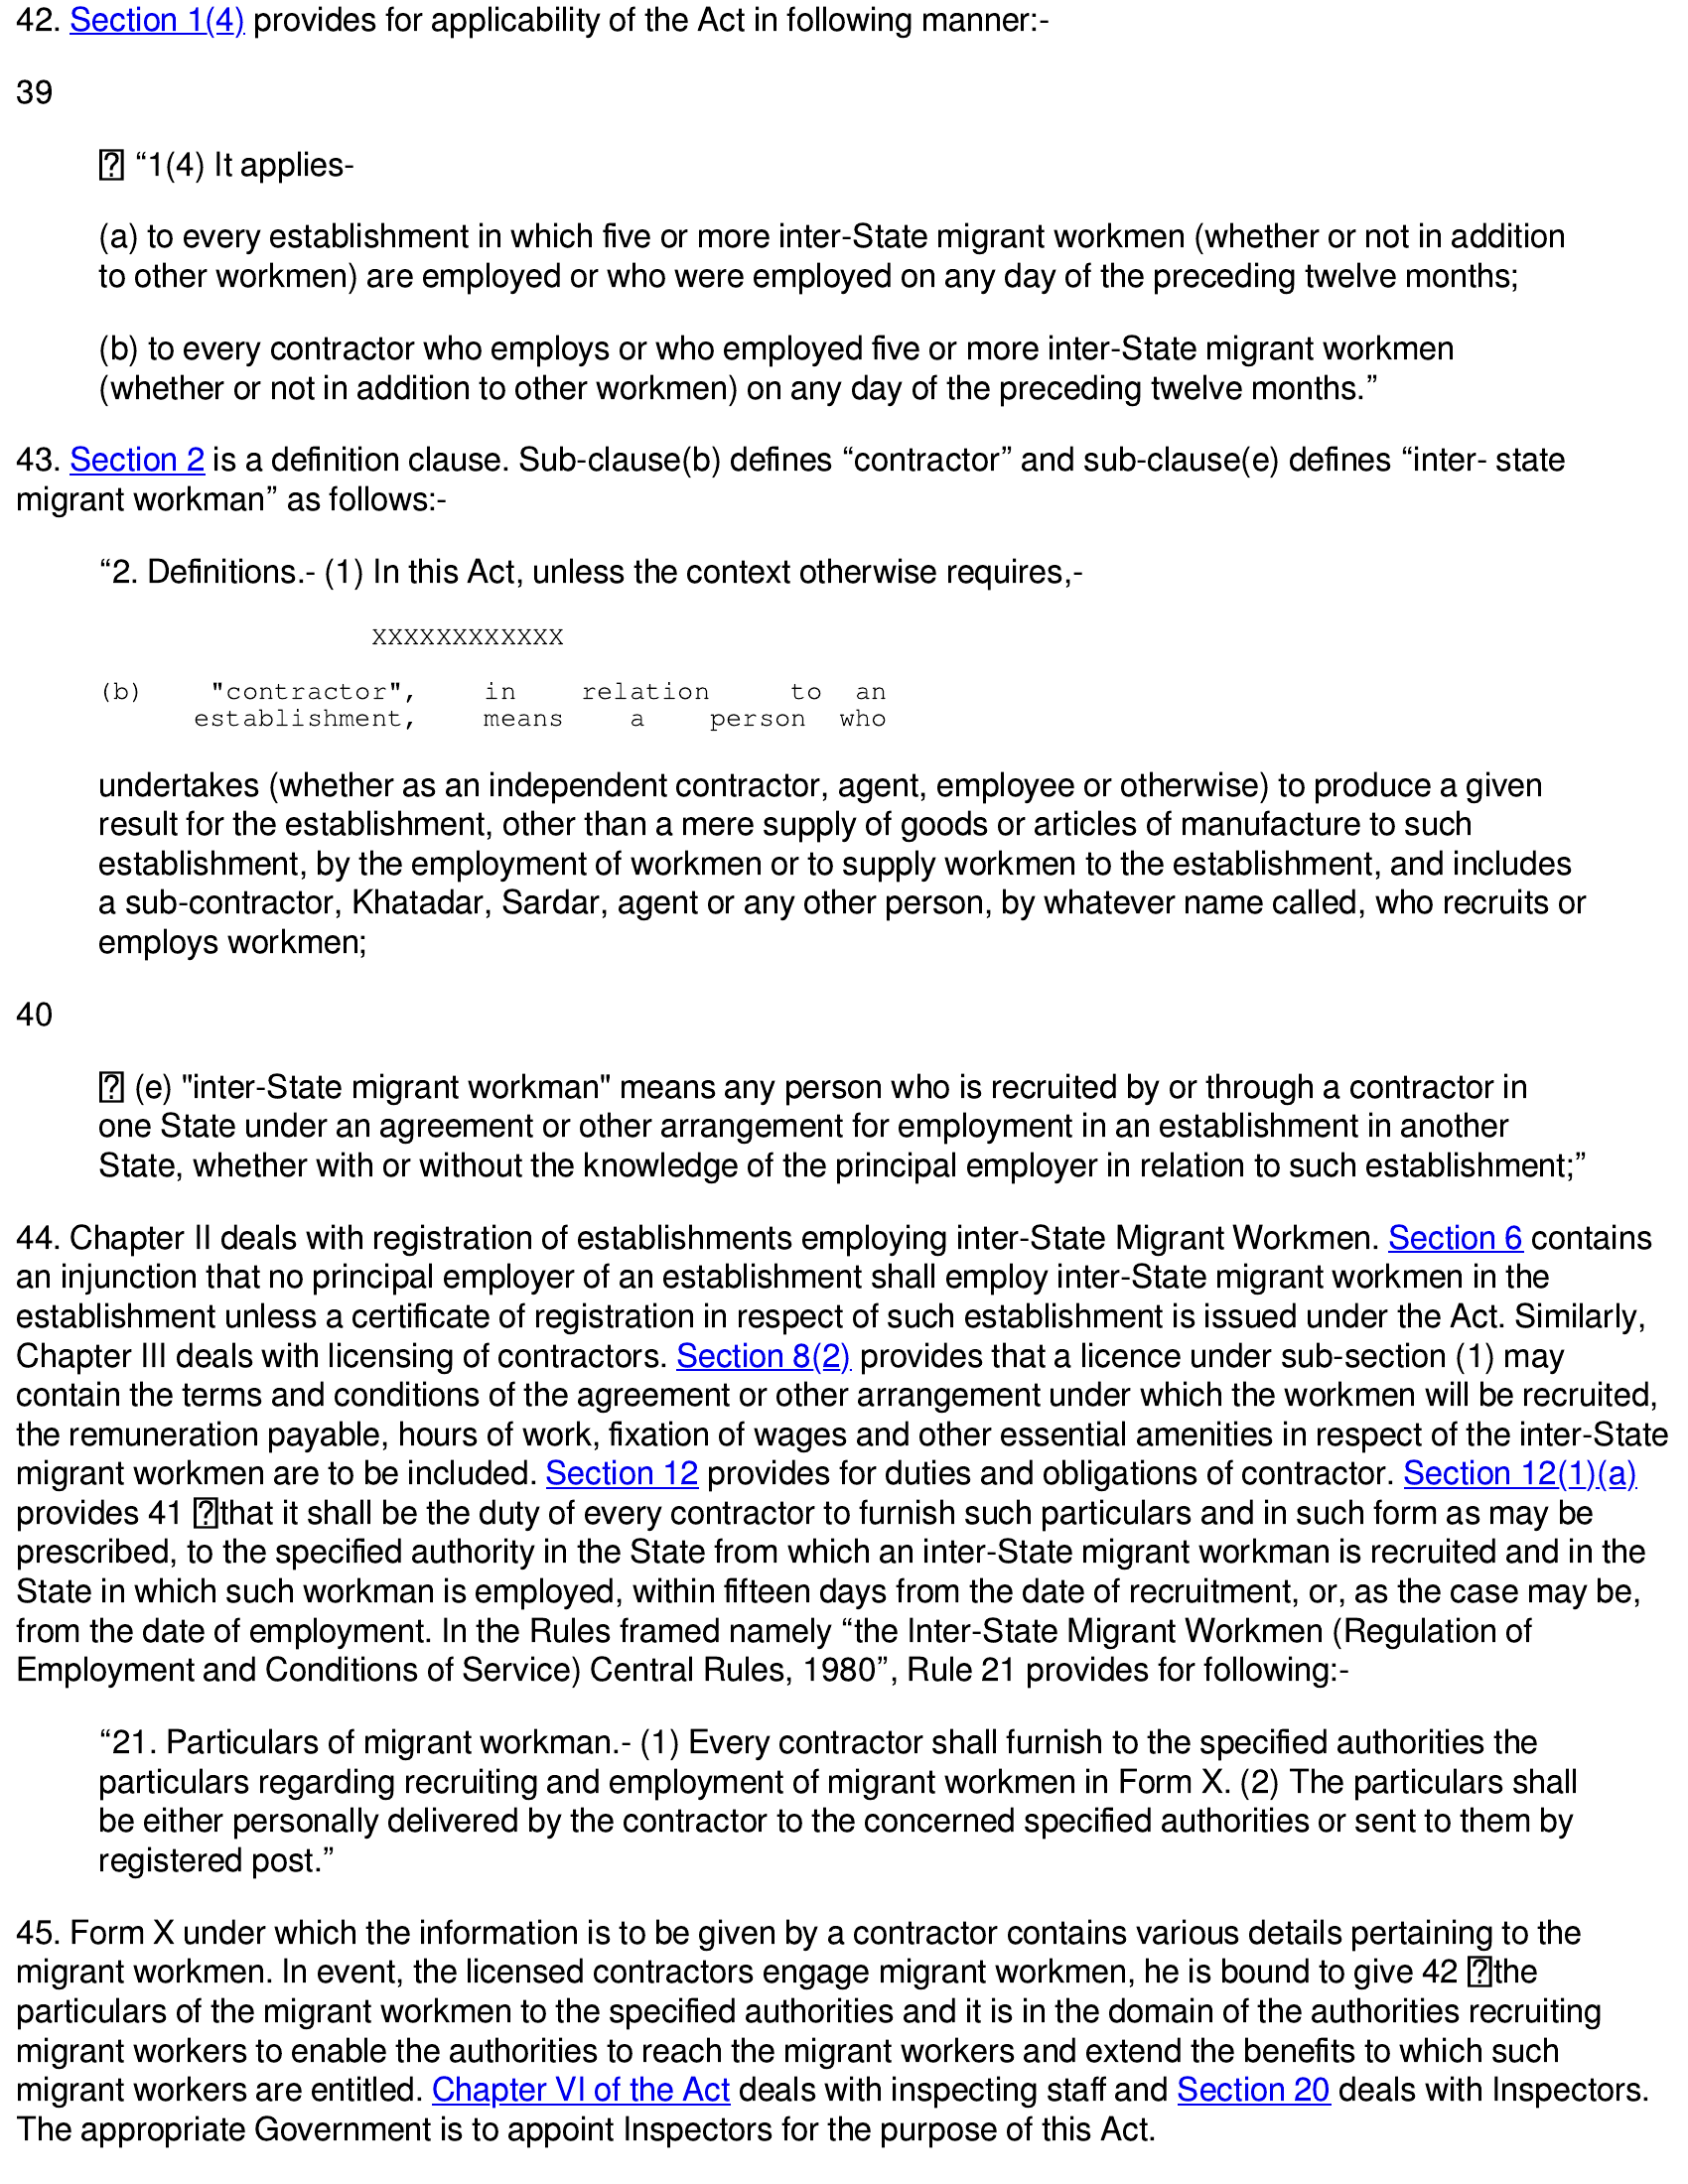 42. Section 1(4) provides for applicability of the Act in following manner:-
39
⍰ “1(4) It applies-
(a) to every establishment in which five or more inter-State migrant workmen (whether or not in addition
to other workmen) are employed or who were employed on any day of the preceding twelve months;
(b) to every contractor who employs or who employed five or more inter-State migrant workmen
(whether or not in addition to other workmen) on any day of the preceding twelve months.”
43. Section 2 is a definition clause. Sub-clause(b) defines “contractor” and sub-clause(e) defines “inter- state
migrant workman” as follows:-
“2. Definitions.- (1) In this Act, unless the context otherwise requires,-
XXXXXXXXXXXX
(b) "contractor", in relation to an
establishment, means a person who
undertakes (whether as an independent contractor, agent, employee or otherwise) to produce a given
result for the establishment, other than a mere supply of goods or articles of manufacture to such
establishment, by the employment of workmen or to supply workmen to the establishment, and includes
a sub-contractor, Khatadar, Sardar, agent or any other person, by whatever name called, who recruits or
employs workmen;
40
⍰ (e) "inter-State migrant workman" means any person who is recruited by or through a contractor in
one State under an agreement or other arrangement for employment in an establishment in another
State, whether with or without the knowledge of the principal employer in relation to such establishment;”
44. Chapter II deals with registration of establishments employing inter-State Migrant Workmen. Section 6 contains
an injunction that no principal employer of an establishment shall employ inter-State migrant workmen in the
establishment unless a certificate of registration in respect of such establishment is issued under the Act. Similarly,
Chapter III deals with licensing of contractors. Section 8(2) provides that a licence under sub-section (1) may
contain the terms and conditions of the agreement or other arrangement under which the workmen will be recruited,
the remuneration payable, hours of work, fixation of wages and other essential amenities in respect of the inter-State
migrant workmen are to be included. Section 12 provides for duties and obligations of contractor. Section 12(1)(a)
provides 41 ⍰that it shall be the duty of every contractor to furnish such particulars and in such form as may be
prescribed, to the specified authority in the State from which an inter-State migrant workman is recruited and in the
State in which such workman is employed, within fifteen days from the date of recruitment, or, as the case may be,
from the date of employment. In the Rules framed namely “the Inter-State Migrant Workmen (Regulation of
Employment and Conditions of Service) Central Rules, 1980”, Rule 21 provides for following:-
“21. Particulars of migrant workman.- (1) Every contractor shall furnish to the specified authorities the
particulars regarding recruiting and employment of migrant workmen in Form X. (2) The particulars shall
be either personally delivered by the contractor to the concerned specified authorities or sent to them by
registered post.”
45. Form X under which the information is to be given by a contractor contains various details pertaining to the
migrant workmen. In event, the licensed contractors engage migrant workmen, he is bound to give 42 ⍰the
particulars of the migrant workmen to the specified authorities and it is in the domain of the authorities recruiting
migrant workers to enable the authorities to reach the migrant workers and extend the benefits to which such
migrant workers are entitled. Chapter VI of the Act deals with inspecting staff and Section 20 deals with Inspectors.
The appropriate Government is to appoint Inspectors for the purpose of this Act.